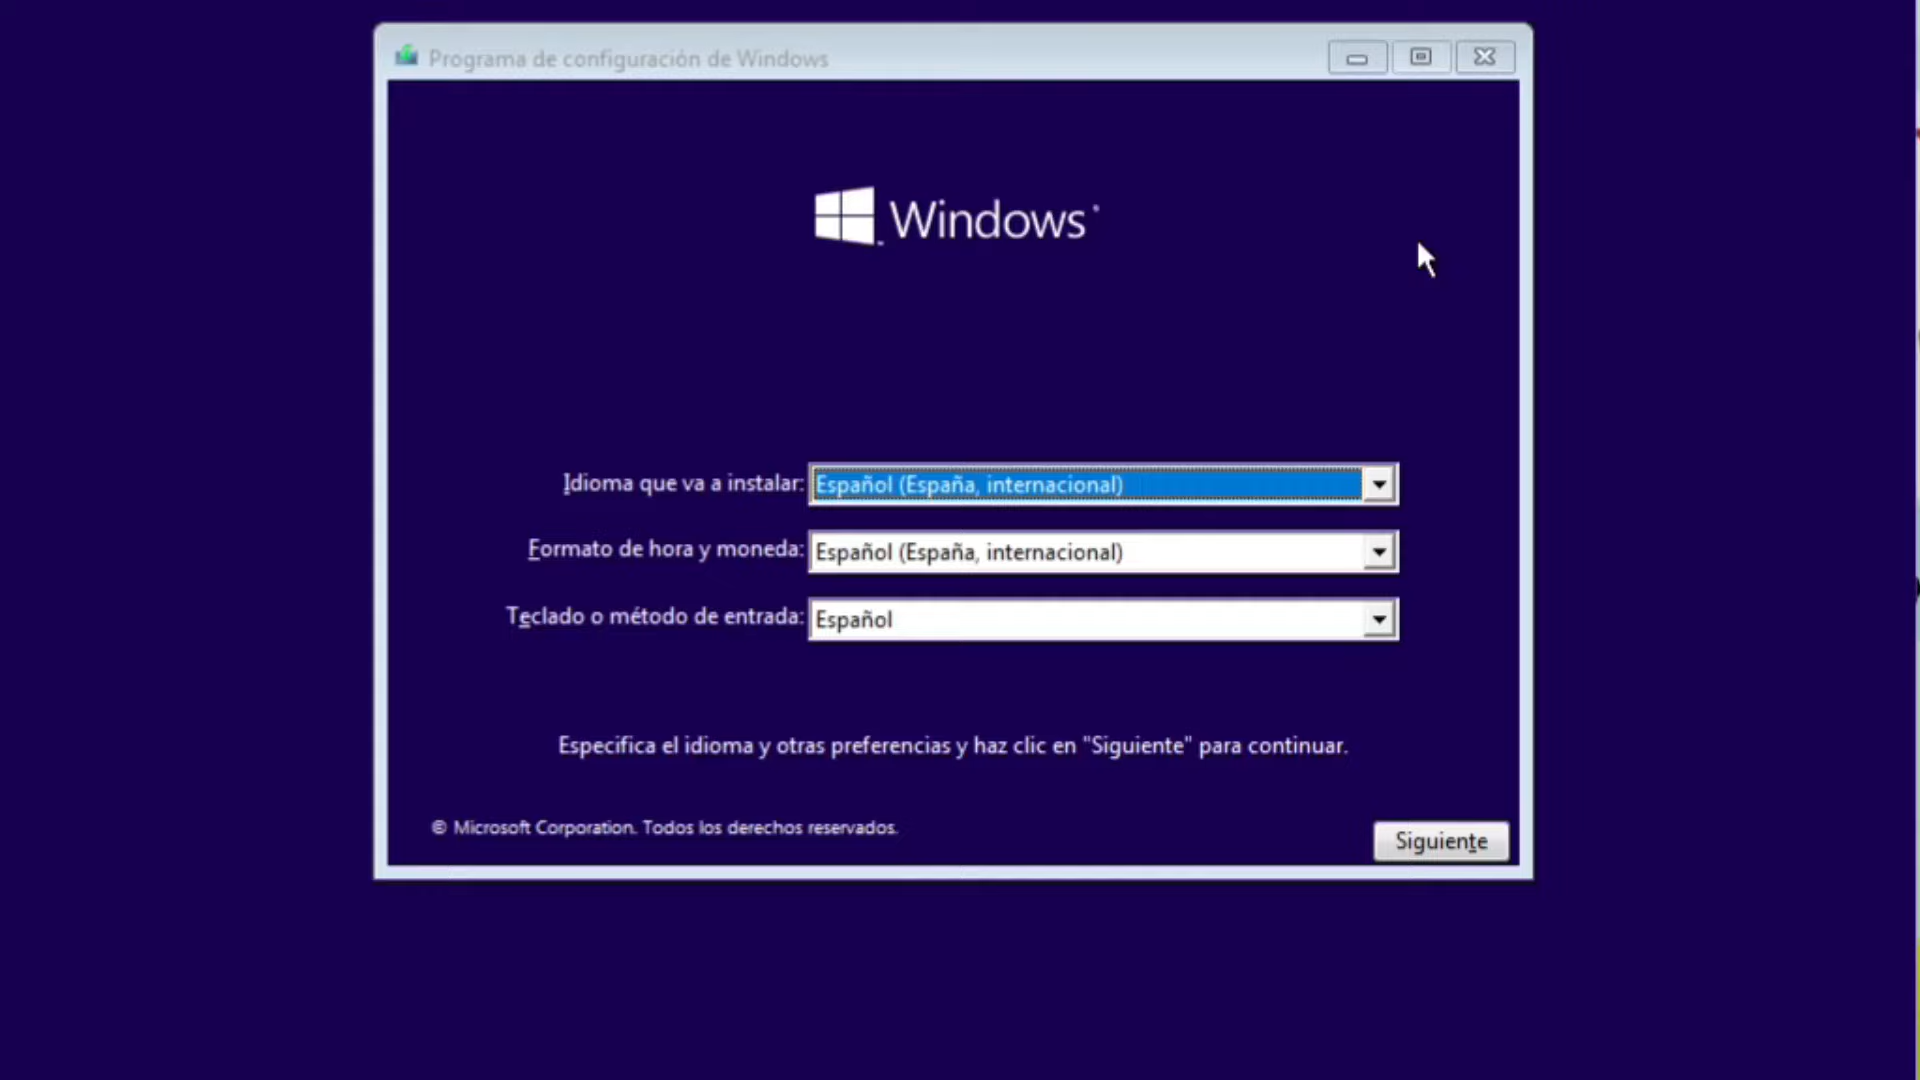 Programa de configuración de Windows
Windows
Idioma que va a instalar: Español (España, internacional)
Formato de hora y moneda: Español (España, internacional)
Teclado o método de entrada: Español
Especifica el idioma y otras preferencias y haz clic en "Siguiente" para continuar.
© Microsoft Corporation. Todos los derechos reservados.
Siguiente